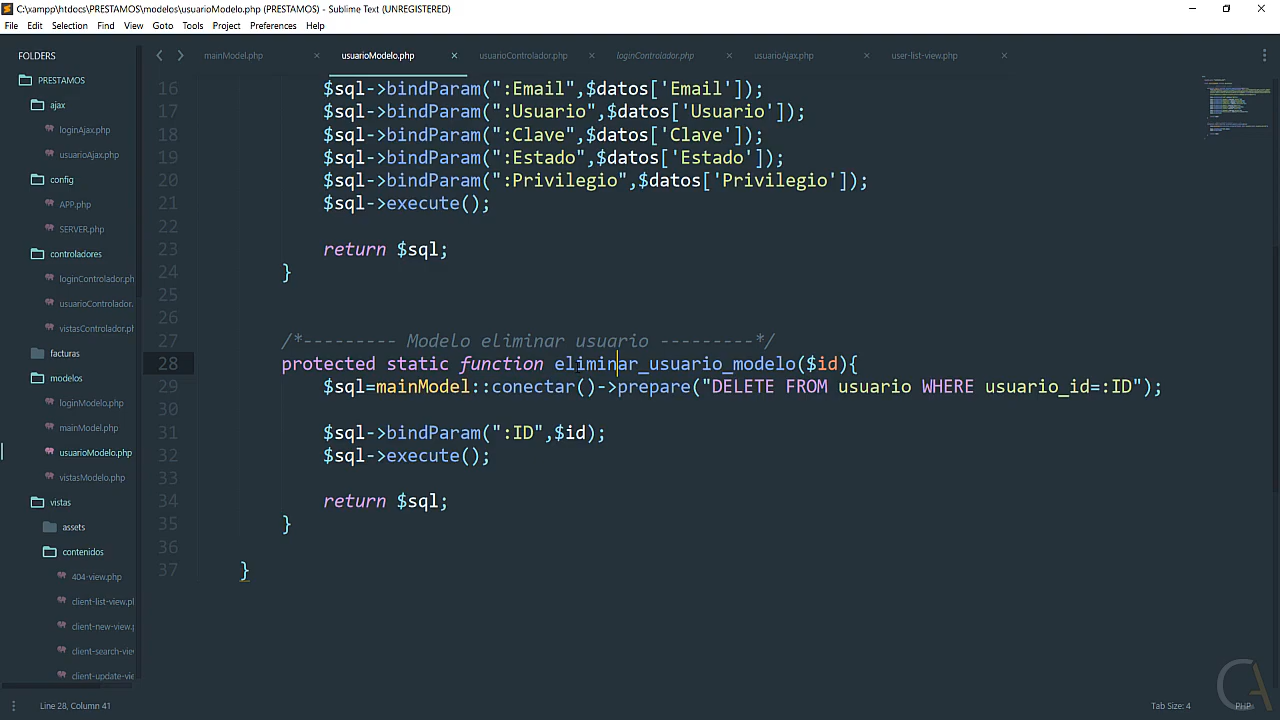 C:\xampp\htdocs\PRESTAMOS\modelos\usuarioModelo.php (PRESTAMOS) - Sublime Text (UNREGISTERED)
File Edit Selection Find View Goto Tools Project Preferences Help
FOLDERS
PRESTAMOS
ajax
loginAjax.php
usuarioAjax.php
config
APP.php
SERVER.php
controladores
loginControlador.ph
usuarioControlador.
vistasControlador.ph
facturas
modelos
loginModelo.php
mainModel.php
usuarioModelo.php
vistasModelo.php
vistas
assets
contenidos
404-view.php
client-list-view.pl
client-new-view.p
client-search-view
client-update-vie
mainModel.php usuarioModelo.php usuarioControlador.php loginControlador.php usuarioAjax.php user-list-view.php
16 $sql->bindParam(":Email",$datos['Email']);
17 $sql->bindParam(":Usuario",$datos['Usuario']);
18 $sql->bindParam(":Clave",$datos['Clave']);
19 $sql->bindParam(":Estado",$datos['Estado']);
20 $sql->bindParam(":Privilegio",$datos['Privilegio']);
21 $sql->execute();
22
23 return $sql;
24 }
25
26
27 /*--------- Modelo eliminar usuario ---------*/
28 protected static function eliminar_usuario_modelo($id){
29 $sql=mainModel::conectar()->prepare("DELETE FROM usuario WHERE usuario_id=:ID");
30
31 $sql->bindParam(":ID",$id);
32 $sql->execute();
33
34 return $sql;
35 }
36
37 }
Line 28, Column 41
Tab Size: 4
PHP